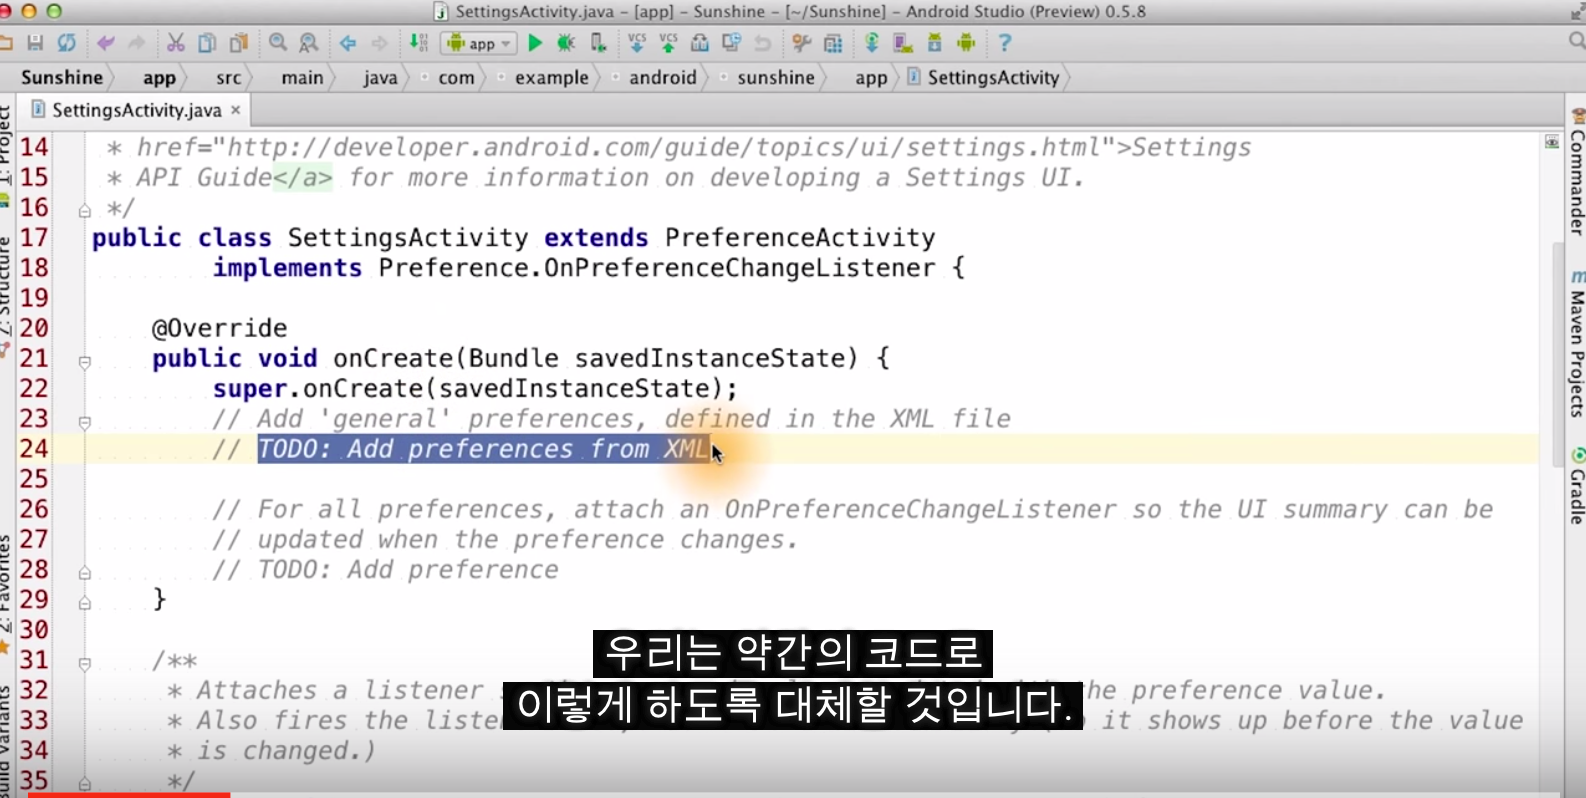 SettingsActivity.java – [app] – Sunshine – [~/Sunshine] – Android Studio (Preview) 0.5.8
VCS VCS
app
Sunshine app src main java com example android sunshine app SettingsActivity
SettingsActivity.java ×
1: Project
Z: Structure
2: Favorites
Build Variants
14 * href="http://developer.android.com/guide/topics/ui/settings.html">Settings
15 * API Guide</a> for more information on developing a Settings UI.
16 */
17 public class SettingsActivity extends PreferenceActivity
18 implements Preference.OnPreferenceChangeListener {
19
20 @Override
21 public void onCreate(Bundle savedInstanceState) {
22 super.onCreate(savedInstanceState);
23 // Add 'general' preferences, defined in the XML file
24 // TODO: Add preferences from XML
25
26 // For all preferences, attach an OnPreferenceChangeListener so the UI summary can be
27 // updated when the preference changes.
28 // TODO: Add preference
29 }
30
31 /**
32 * Attaches a listener he preference value.
33 * Also fires the liste it shows up before the value
34 * is changed.)
35 */
우리는 약간의 코드로
이렇게 하도록 대체할 것입니다.
Commander
Maven Projects
Gradle